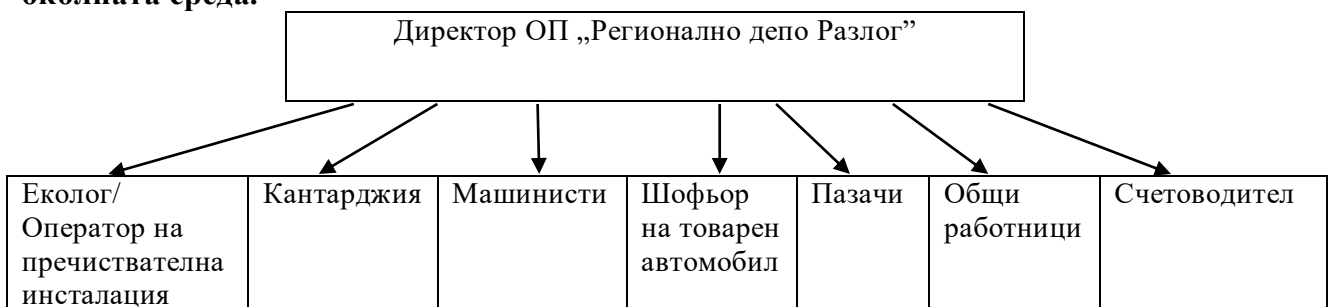 околната среда.
Директор ОП „Регионално депо Разлог”
Еколог/
Оператор на
пречиствателна
инсталация
Кантарджия
Машинисти
Шофьор
на товарен
автомобил
Пазачи
Общи
работници
Счетоводител